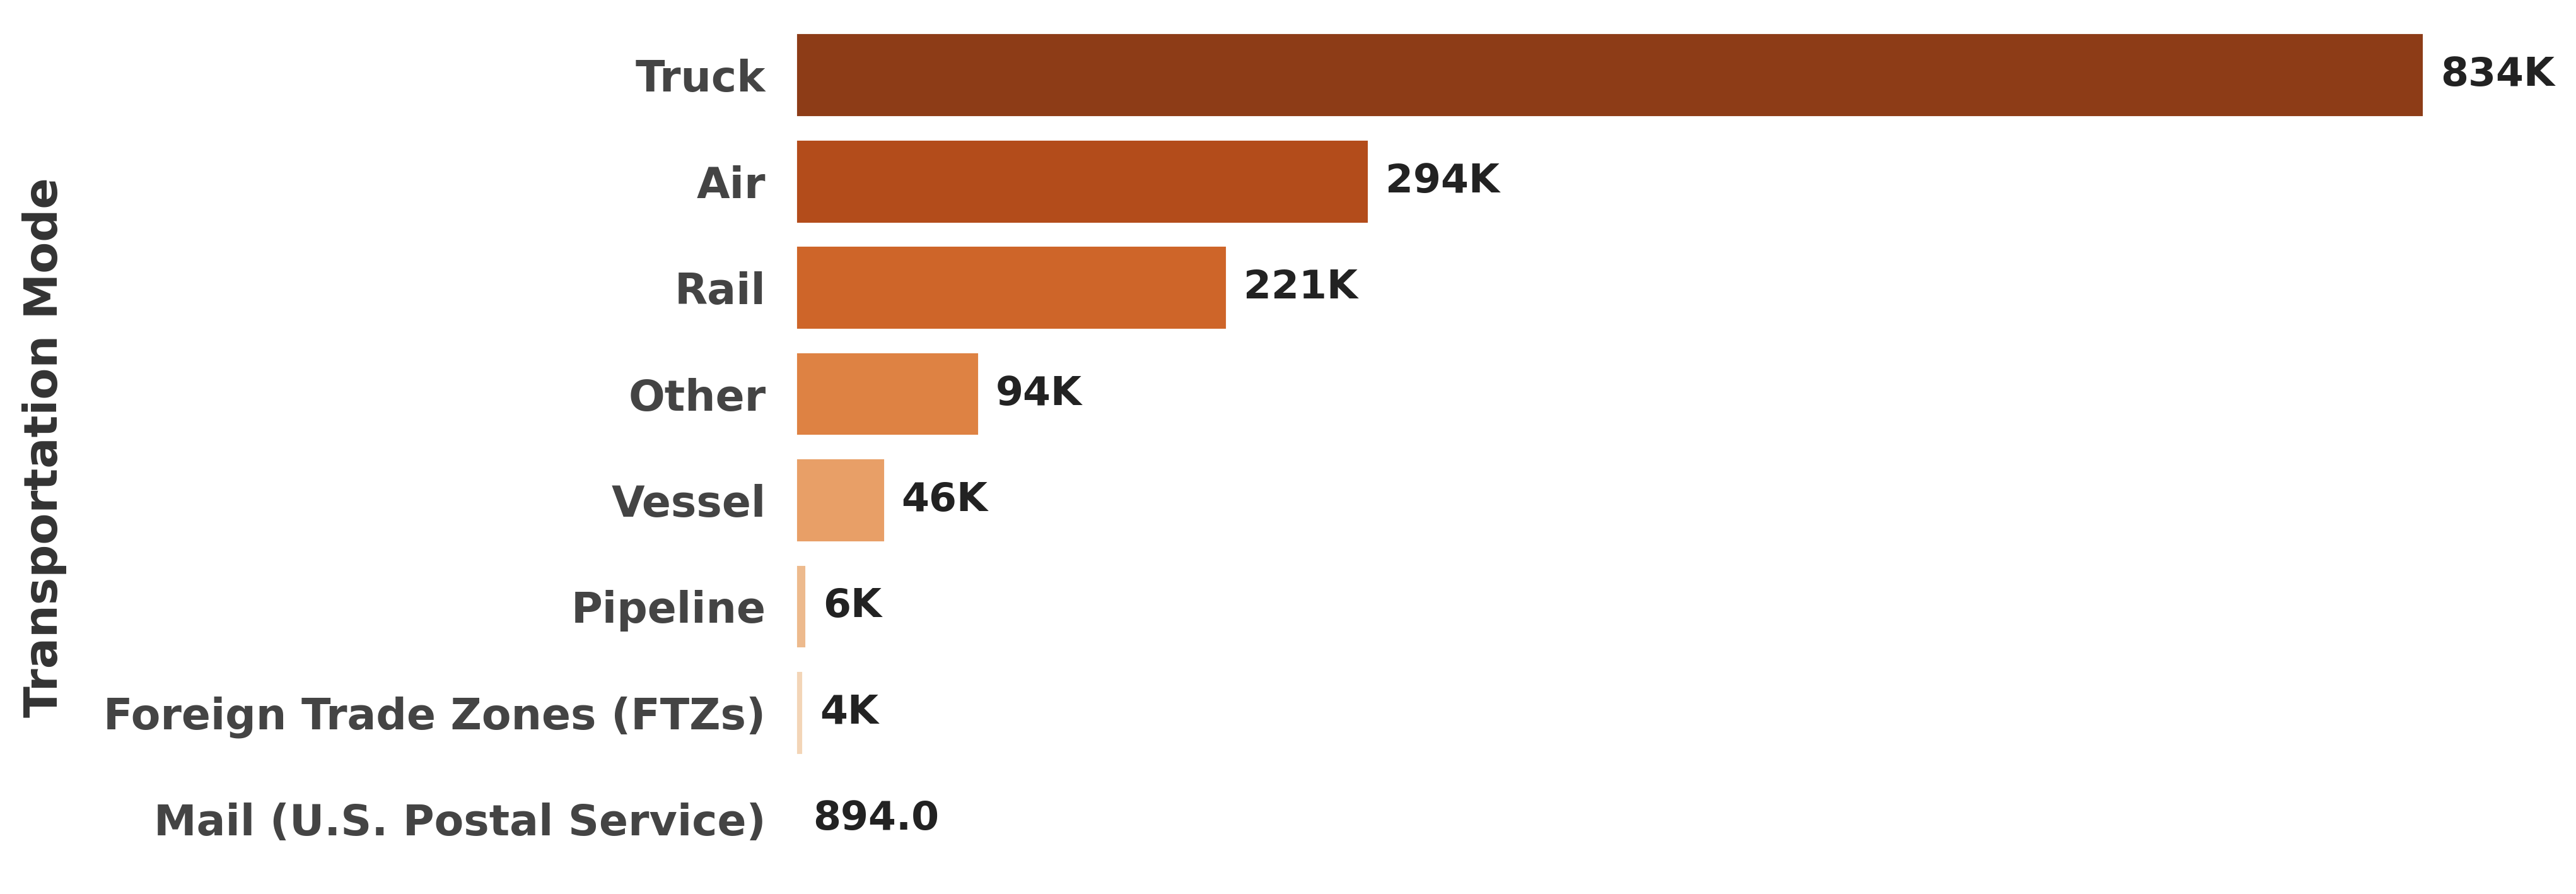 Transportation Mode
Truck 834K
Air 294K
Rail 221K
Other 94K
Vessel 46K
Pipeline 6K
Foreign Trade Zones (FTZs) 4K
Mail (U.S. Postal Service) 894.0